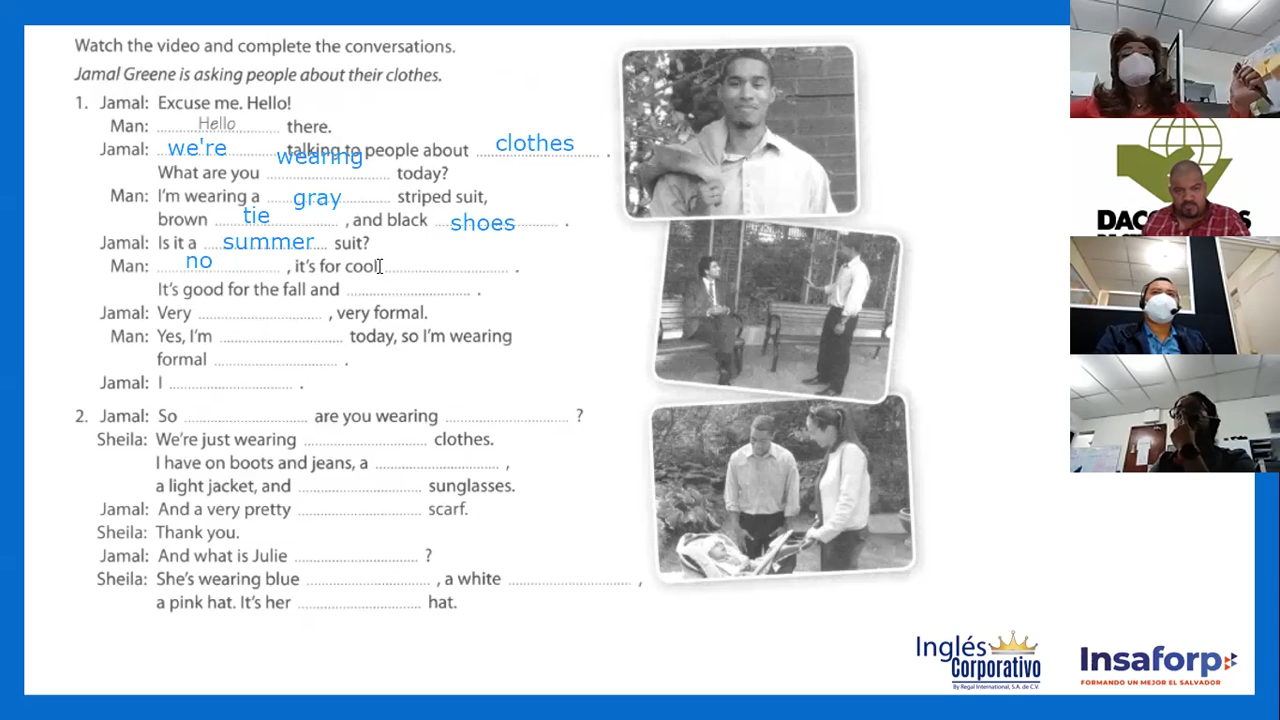 Watch the video and complete the conversations.
Jamal Greene is asking people about their clothes.
1. Jamal: Excuse me. Hello!
Man: Hello there.
Jamal: we're talking to people about clothes .
What are you wearing today?
Man: I'm wearing a gray striped suit,
brown tie , and black shoes .
Jamal: Is it a summer suit?
Man: no , it's for cool .
It's good for the fall and .
Jamal: Very , very formal.
Man: Yes, I'm today, so I'm wearing
formal .
Jamal: I .
2. Jamal: So are you wearing ?
Sheila: We're just wearing clothes.
I have on boots and jeans, a ,
a light jacket, and sunglasses.
Jamal: And a very pretty scarf.
Sheila: Thank you.
Jamal: And what is Julie ?
Sheila: She's wearing blue , a white ,
a pink hat. It's her hat.
Inglés
Corporativo
By Regal International, S.A. de C.V.
Insaforp
FORMANDO UN MEJOR EL SALVADOR